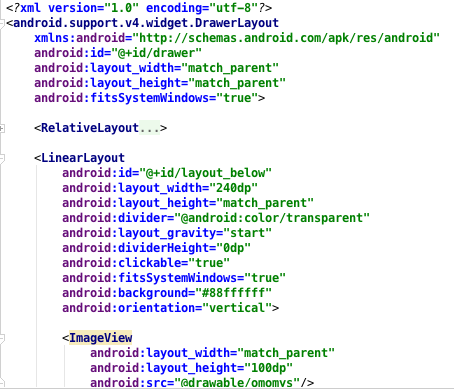 <?xml version="1.0" encoding="utf-8"?>
<android.support.v4.widget.DrawerLayout
xmlns:android="http://schemas.android.com/apk/res/android"
android:id="@+id/drawer"
android:layout_width="match_parent"
android:layout_height="match_parent"
android:fitsSystemWindows="true">
<RelativeLayout...>
<LinearLayout
android:id="@+id/layout_below"
android:layout_width="240dp"
android:layout_height="match_parent"
android:divider="@android:color/transparent"
android:layout_gravity="start"
android:dividerHeight="0dp"
android:clickable="true"
android:fitsSystemWindows="true"
android:background="#88ffffff"
android:orientation="vertical">
<ImageView
android:layout_width="match_parent"
android:layout_height="100dp"
android:src="@drawable/omomvs"/>